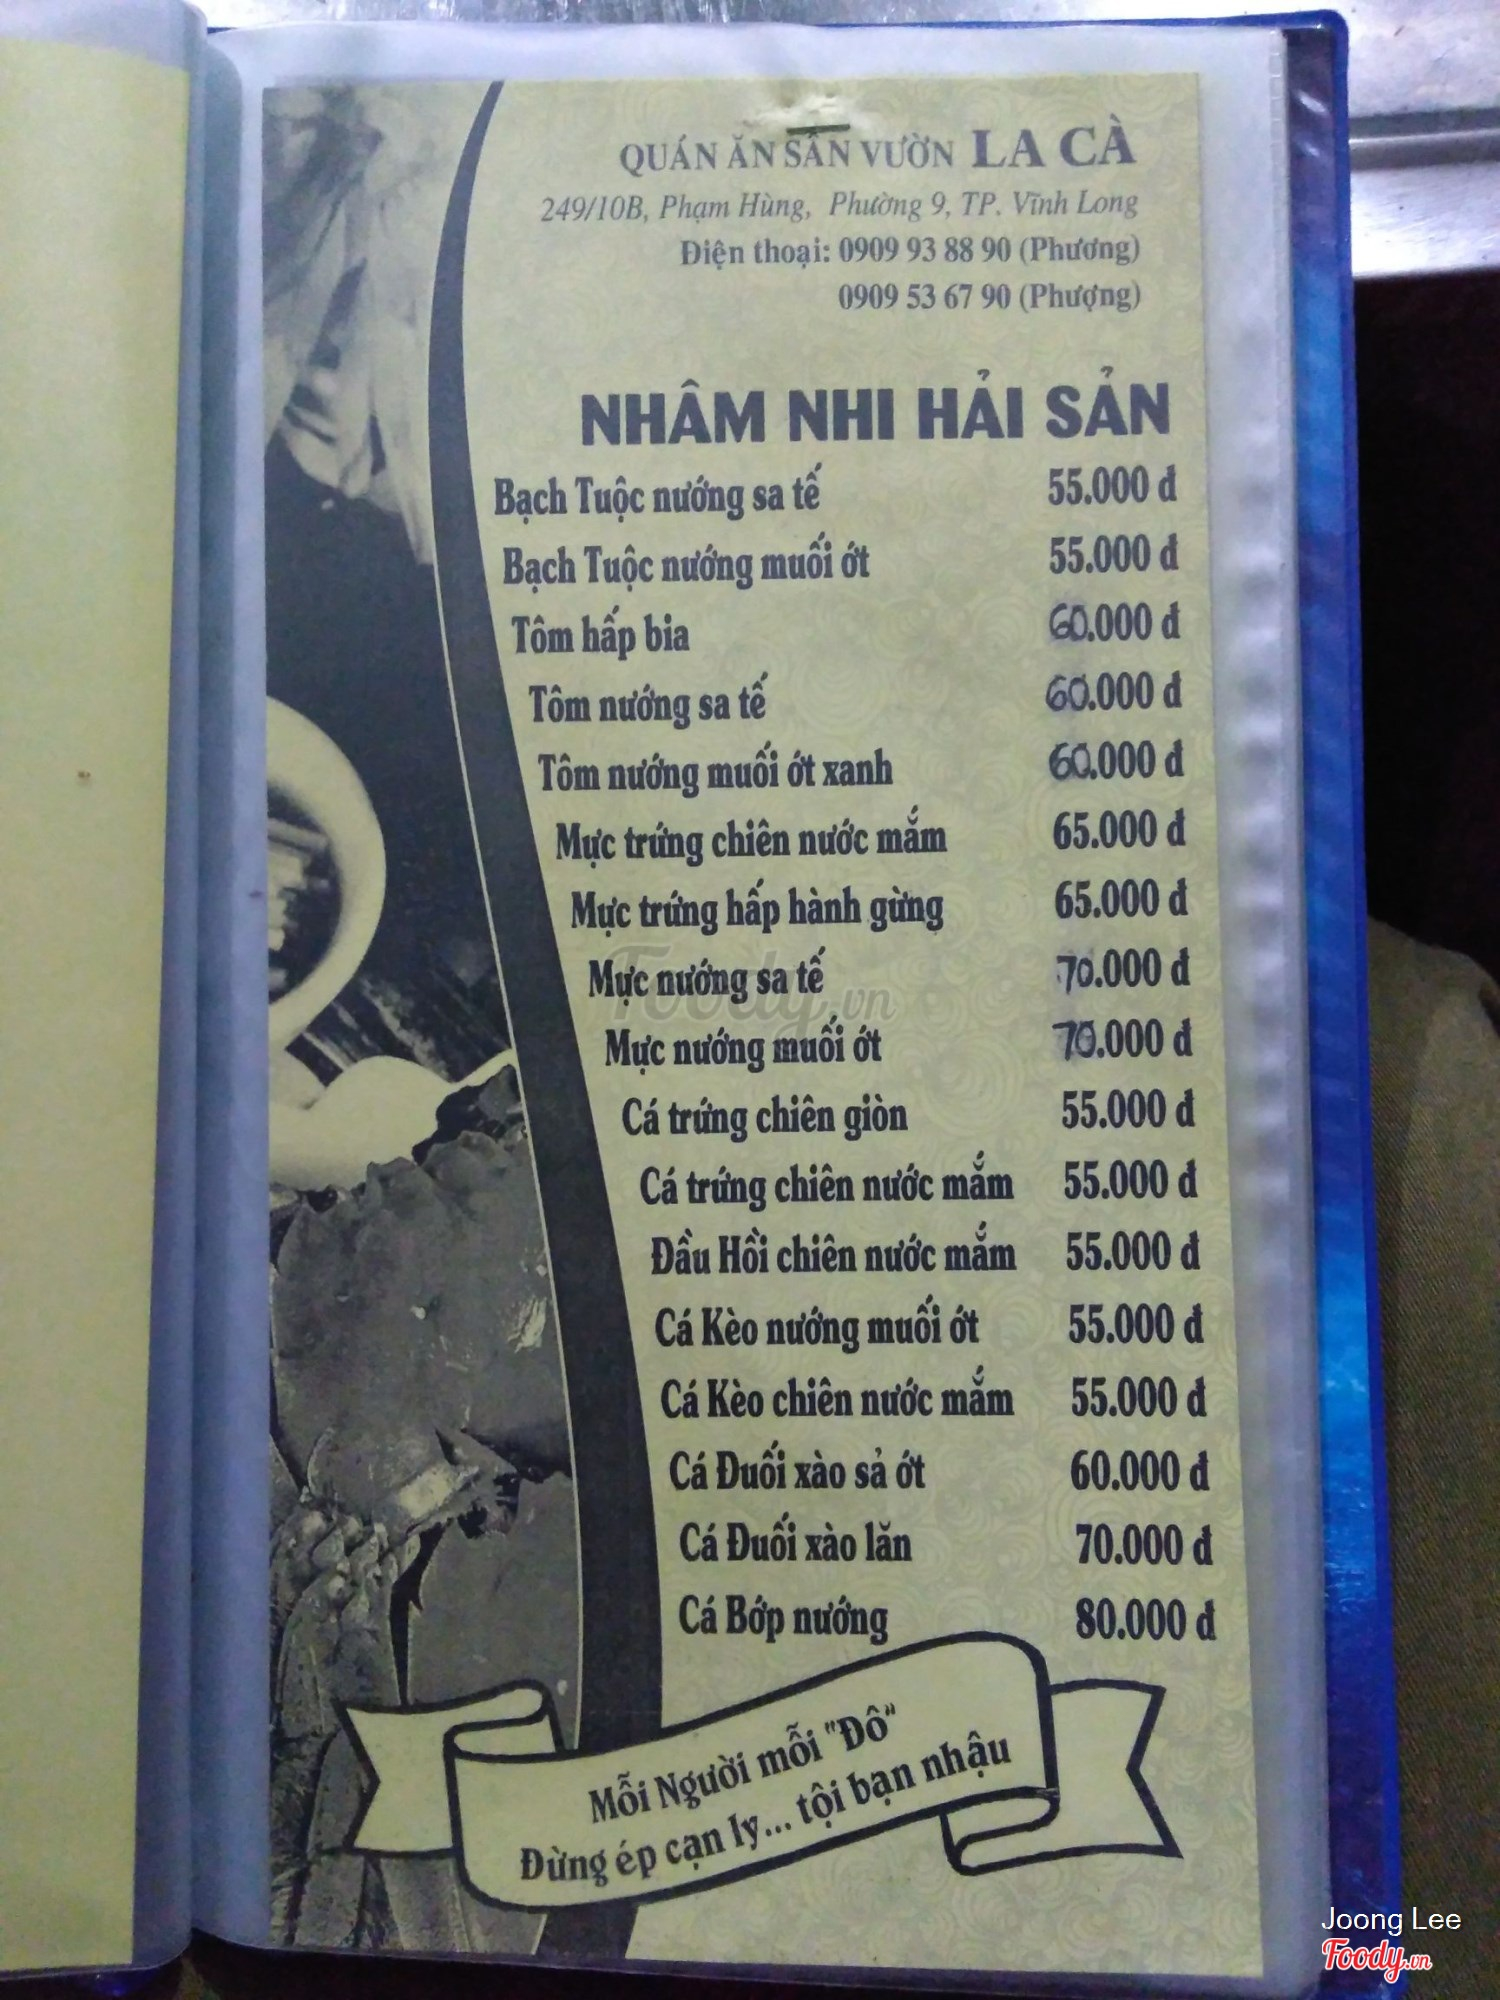 QUÁN ĂN SÂN VƯỜN LA CÀ
249/10B, Phạm Hùng, Phường 9, TP. Vĩnh Long
Điện thoại: 0909 93 88 90 (Phương)
0909 53 67 90 (Phượng)
NHÂM NHI HẢI SẢN
Bạch Tuộc nướng sa tế 55.000 đ
Bạch Tuộc nướng muối ớt 55.000 đ
Tôm hấp bia 60.000 đ
Tôm nướng sa tế 60.000 đ
Tôm nướng muối ớt xanh 60.000 đ
Mực trứng chiên nước mắm 65.000 đ
Mực trứng hấp hành gừng 65.000 đ
Mực nướng sa tế 70.000 đ
Mực nướng muối ớt 70.000 đ
Cá trứng chiên giòn 55.000 đ
Cá trứng chiên nước mắm 55.000 đ
Đầu Hồi chiên nước mắm 55.000 đ
Cá Kèo nướng muối ớt 55.000 đ
Cá Kèo chiên nước mắm 55.000 đ
Cá Đuối xào sả ớt 60.000 đ
Cá Đuối xào lăn 70.000 đ
Cá Bớp nướng 80.000 đ
Mỗi Người mỗi "Đô"
Đừng ép cạn ly... tội bạn nhậu
Foody.vn
Joong Lee
Foody.vn